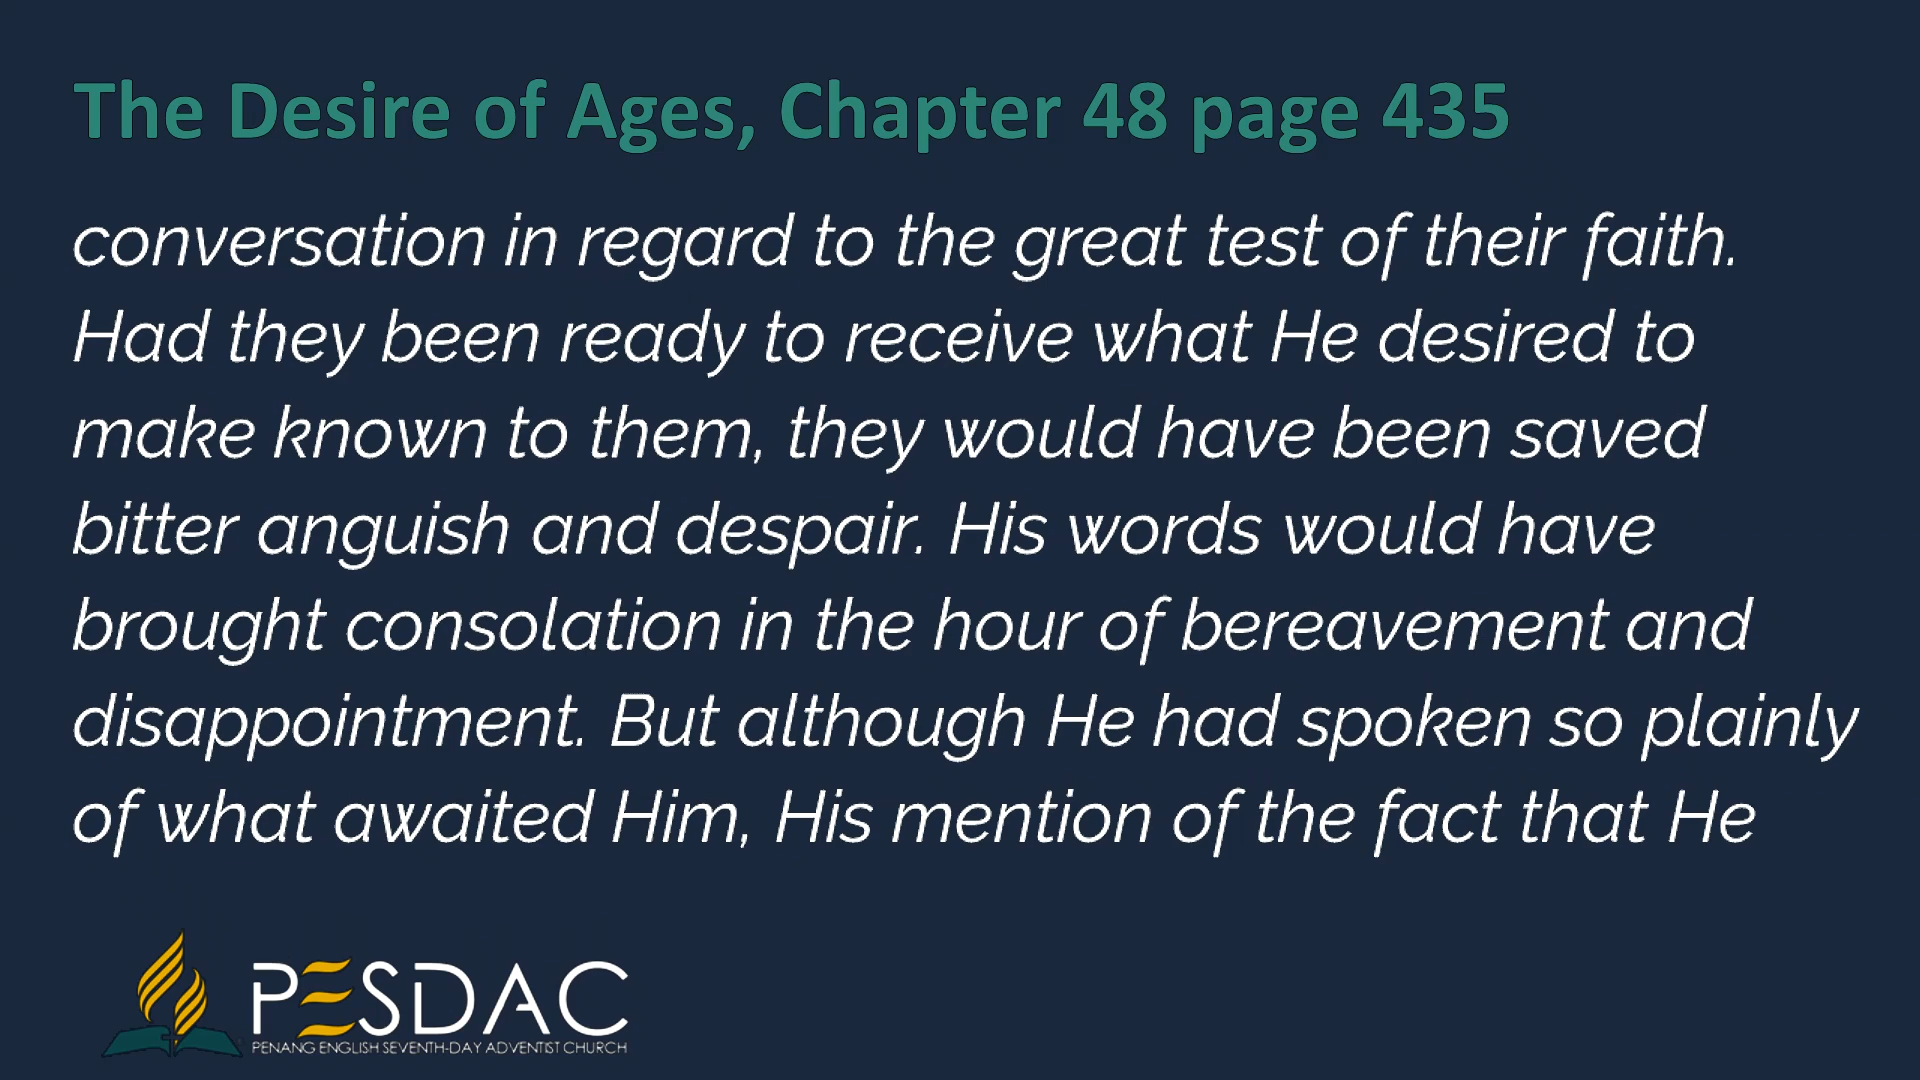 The Desire of Ages, Chapter 48 page 435
conversation in regard to the great test of their faith.
Had they been ready to receive what He desired to
make known to them, they would have been saved
bitter anguish and despair. His words would have
brought consolation in the hour of bereavement and
disappointment. But although He had spoken so plainly
of what awaited Him, His mention of the fact that He
PESDAC
PENANG ENGLISH SEVENTH-DAY ADVENTIST CHURCH